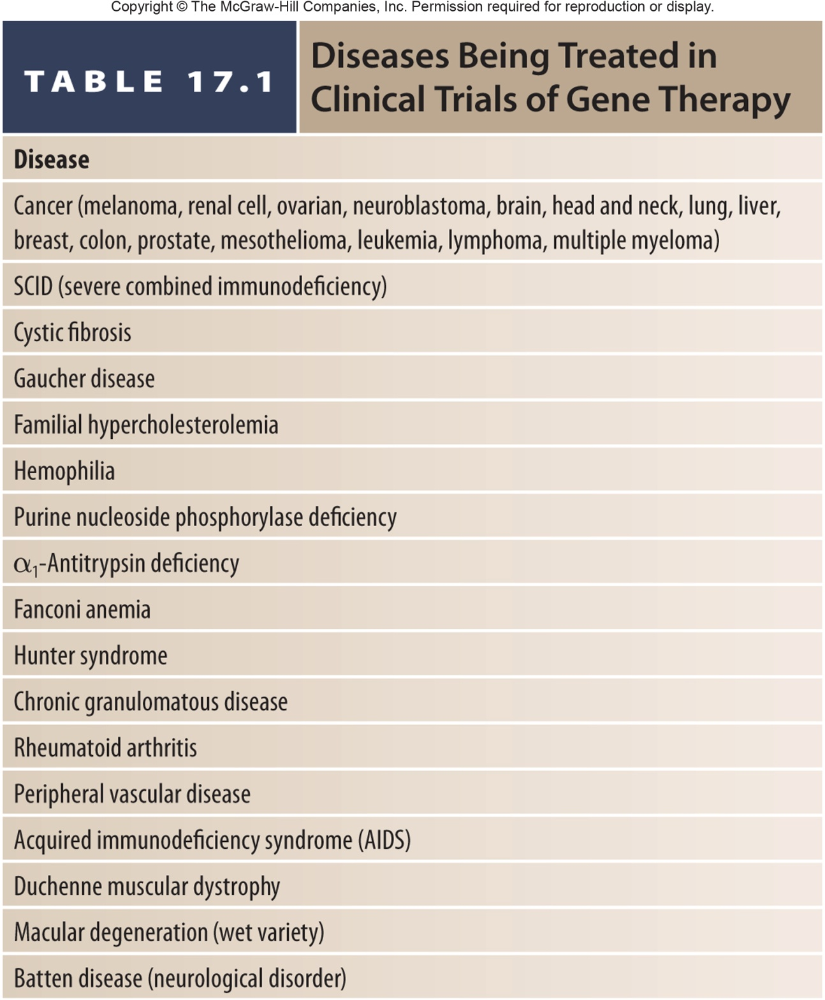 Copyright © The McGraw-Hill Companies, Inc. Permission required for reproduction or display.
TABLE 17.1
Diseases Being Treated in
Clinical Trials of Gene Therapy
Disease
Cancer (melanoma, renal cell, ovarian, neuroblastoma, brain, head and neck, lung, liver,
breast, colon, prostate, mesothelioma, leukemia, lymphoma, multiple myeloma)
SCID (severe combined immunodeficiency)
Cystic fibrosis
Gaucher disease
Familial hypercholesterolemia
Hemophilia
Purine nucleoside phosphorylase deficiency
α₁-Antitrypsin deficiency
Fanconi anemia
Hunter syndrome
Chronic granulomatous disease
Rheumatoid arthritis
Peripheral vascular disease
Acquired immunodeficiency syndrome (AIDS)
Duchenne muscular dystrophy
Macular degeneration (wet variety)
Batten disease (neurological disorder)